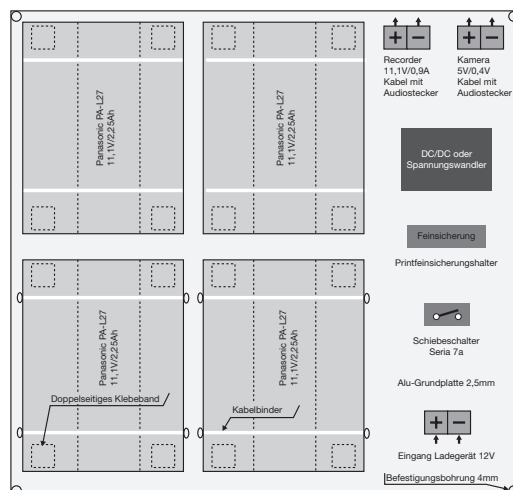 Panasonic PA-L27
11,1V/2,25Ah
Panasonic PA-L27
11,1V/2,25Ah
+ −
Recorder
11,1V/0,9A
Kabel mit
Audiostecker
+ −
Kamera
5V/0,4V
Kabel mit
Audiostecker
DC/DC oder
Spannungswandler
Feinsicherung
Printfeinsicherungshalter
Panasonic PA-L27
11,1V/2,25Ah
Panasonic PA-L27
11,1V/2,25Ah
Schiebeschalter
Seria 7a
Alu-Grundplatte 2,5mm
Doppelseitiges Klebeband
Kabelbinder
+ −
Eingang Ladegerät 12V
Befestigungsbohrung 4mm